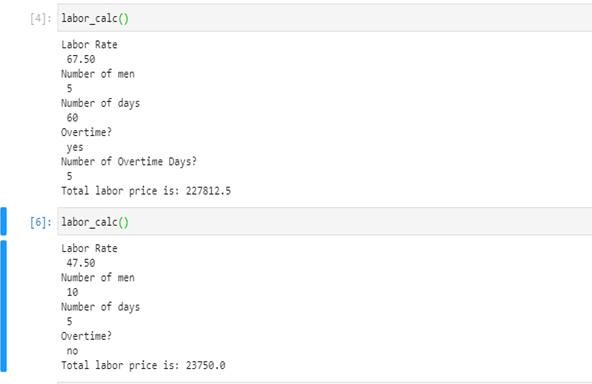 [4]: labor_calc()
Labor Rate
67.50
Number of men
5
Number of days
60
Overtime?
yes
Number of Overtime Days?
5
Total labor price is: 227812.5
[6]: labor_calc()
Labor Rate
47.50
Number of men
10
Number of days
5
Overtime?
no
Total labor price is: 23750.0